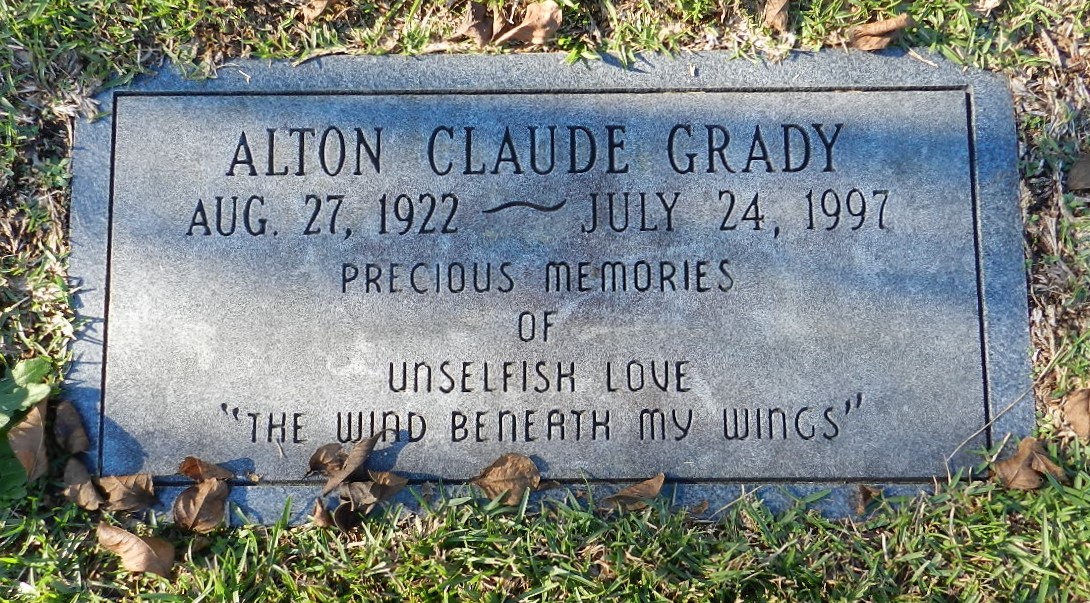 ALTON CLAUDE GRADY
AUG. 27, 1922 ~ JULY 24, 1997
PRECIOUS MEMORIES
OF
UNSELFISH LOVE
"THE WIND BENEATH MY WINGS"